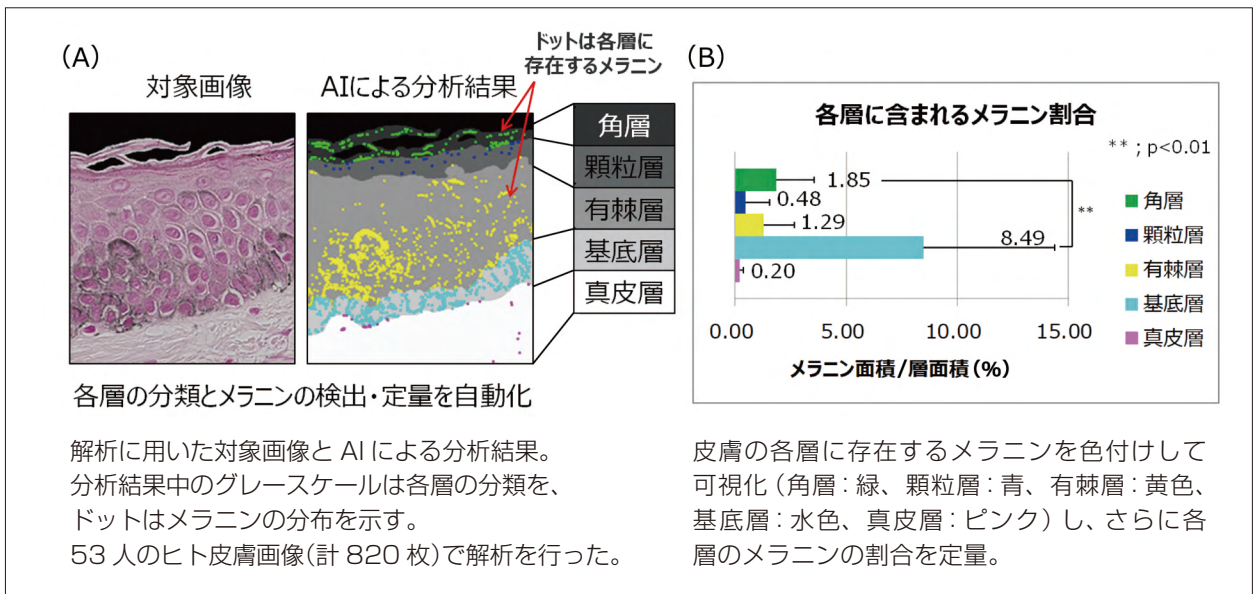 (A)
対象画像
AIによる分析結果
ドットは各層に
存在するメラニン
角層
顆粒層
有棘層
基底層
真皮層
各層の分類とメラニンの検出・定量を自動化
解析に用いた対象画像と AI による分析結果。
分析結果中のグレースケールは各層の分類を、
ドットはメラニンの分布を示す。
53 人のヒト皮膚画像(計 820 枚)で解析を行った。
(B)
各層に含まれるメラニン割合
** ; p<0.01
1.85
0.48
1.29
8.49
0.20
**
角層
顆粒層
有棘層
基底層
真皮層
0.00 5.00 10.00 15.00
メラニン面積/層面積(%)
皮膚の各層に存在するメラニンを色付けして
可視化(角層:緑、顆粒層:青、有棘層:黄色、
基底層:水色、真皮層:ピンク)し、さらに各
層のメラニンの割合を定量。